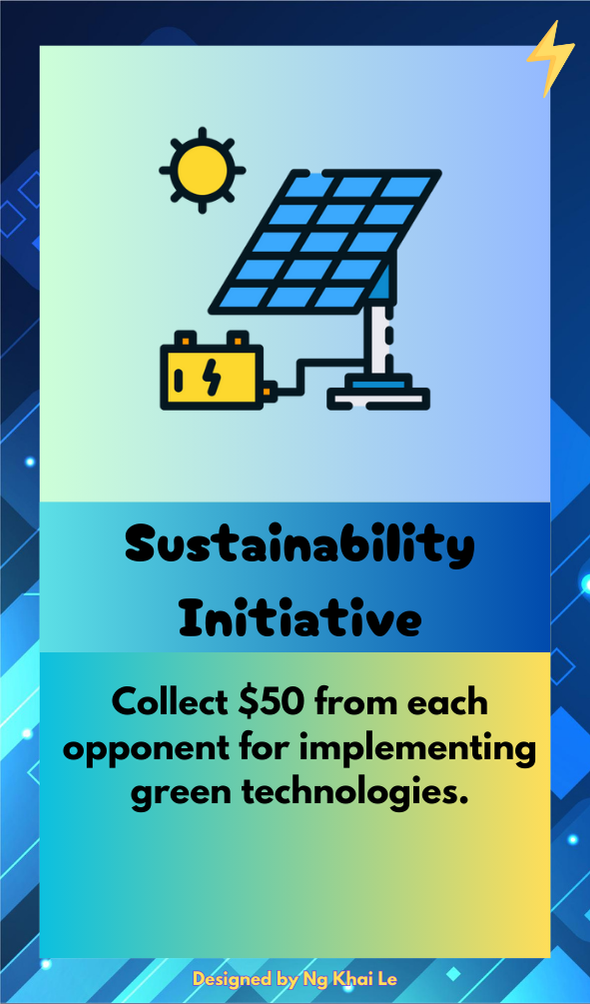 Sustainability
Initiative
Collect $50 from each
opponent for implementing
green technologies.
Designed by Ng Khai Le